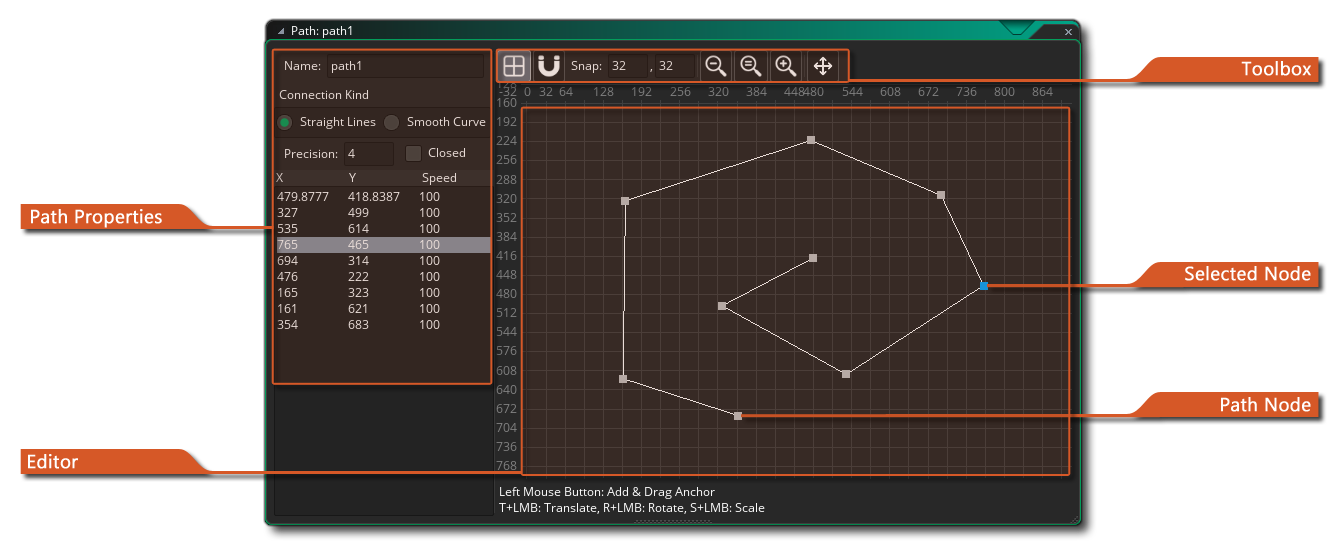 Path: path1
Name: path1
Connection Kind
Straight Lines Smooth Curve
Precision: 4 Closed
X Y Speed
479.8777 418.8387 100
327 499 100
535 614 100
765 465 100
694 314 100
476 222 100
165 323 100
161 621 100
354 683 100
Snap: 32 , 32
-32 0 32 64 128 192 256 320 384 448480 544 608 672 736 800 864
128
160
192
224
256
288
320
352
384
416
448
480
512
544
576
608
640
672
704
736
768
Left Mouse Button: Add & Drag Anchor
T+LMB: Translate, R+LMB: Rotate, S+LMB: Scale
Path Properties
Editor
Toolbox
Selected Node
Path Node